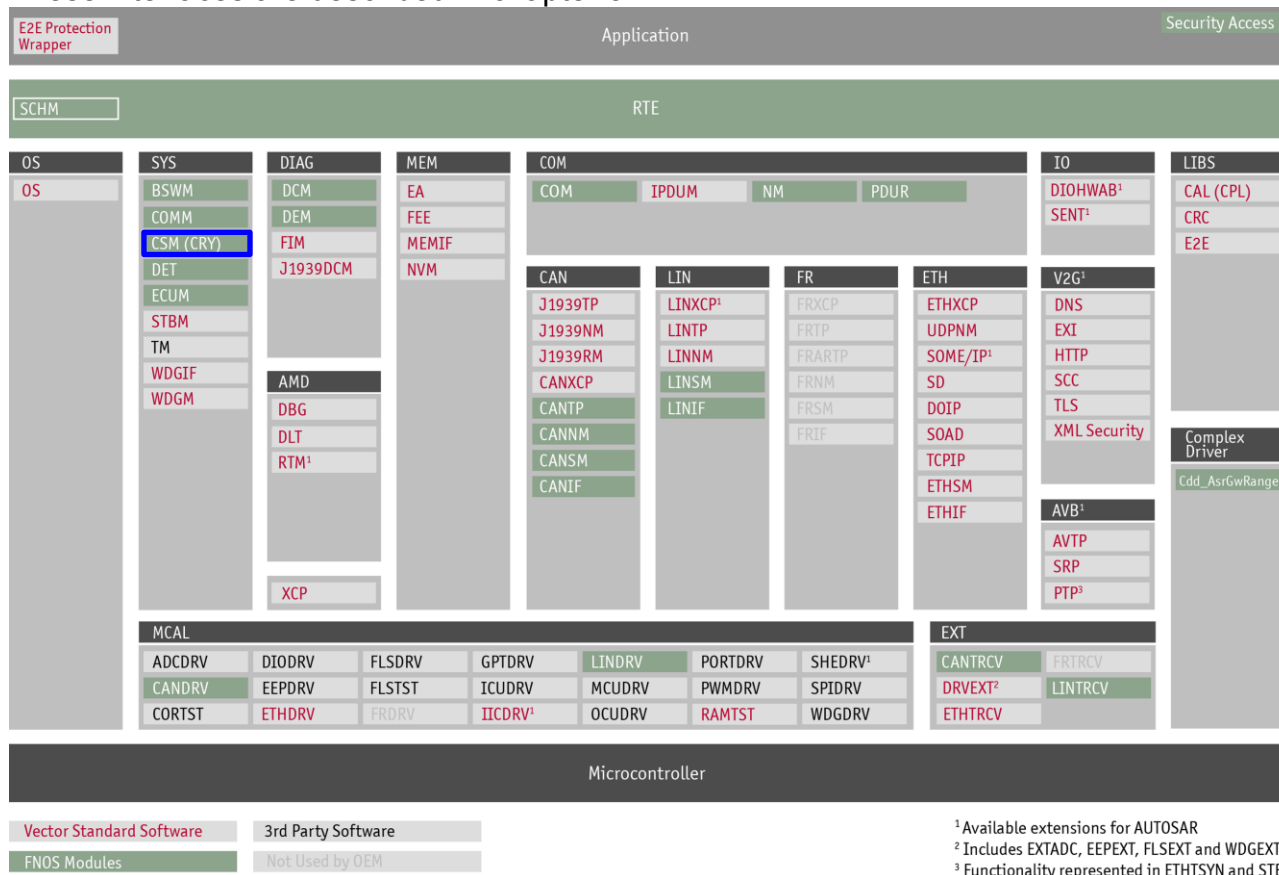 E2E Protection
Wrapper
Application
Security Access
SCHM
RTE
OS
OS
SYS
BSWM
COMM
CSM (CRY)
DET
ECUM
STBM
TM
WDGIF
WDGM
DIAG
DCM
DEM
FIM
J1939DCM
AMD
DBG
DLT
RTM¹
XCP
MEM
EA
FEE
MEMIF
NVM
COM
COM
IPDUM
NM
PDUR
CAN
J1939TP
J1939NM
J1939RM
CANXCP
CANTP
CANNM
CANSM
CANIF
LIN
LINXCP¹
LINTP
LINNM
LINSM
LINIF
FR
FRXCP
FRTP
FRARTP
FRNM
FRSM
FRIF
ETH
ETHXCP
UDPNM
SOME/IP¹
SD
DOIP
SOAD
TCPIP
ETHSM
ETHIF
IO
DIOHWAB¹
SENT¹
V2G¹
DNS
EXI
HTTP
SCC
TLS
XML Security
AVB¹
AVTP
SRP
PTP³
LIBS
CAL (CPL)
CRC
E2E
Complex
Driver
Cdd_AsrGwRange
MCAL
ADCDRV DIODRV FLSDRV GPTDRV LINDRV PORTDRV SHEDRV¹
CANDRV EEPDRV FLSTST ICUDRV MCUDRV PWMDRV SPIDRV
CORTST ETHDRV FRDRV IICDRV¹ OCUDRV RAMTST WDGDRV
EXT
CANTRCV FRTRCV
DRVEXT² LINTRCV
ETHTRCV
Microcontroller
Vector Standard Software
3rd Party Software
FNOS Modules
Not Used by OEM
¹ Available extensions for AUTOSAR
² Includes EXTADC, EEPEXT, FLSEXT and WDGEXT
³ Functionality represented in ETHTSYN and